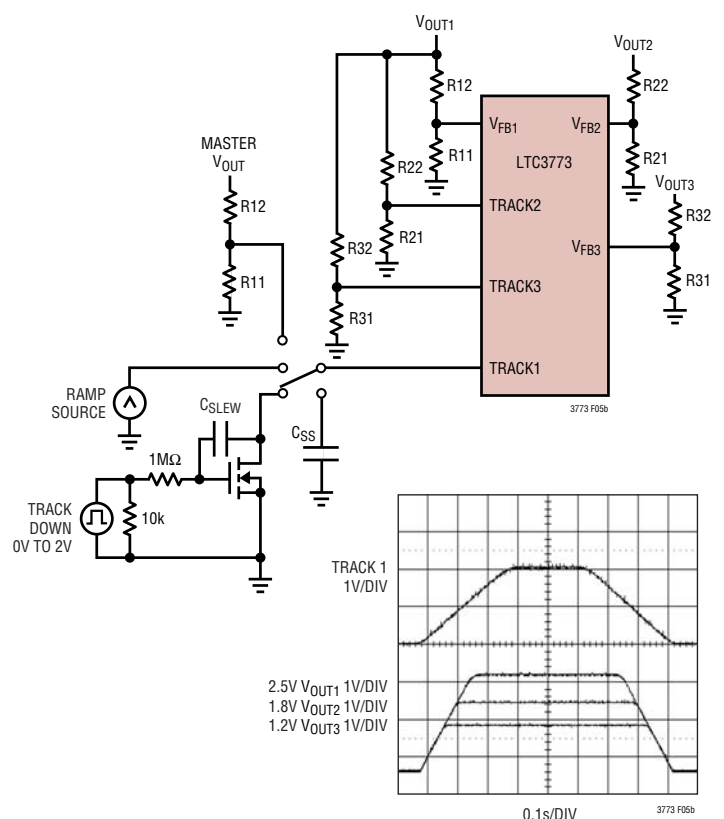 VOUT1
VOUT2
R12
R22
VFB1
VFB2
MASTER
VOUT
R11
LTC3773
R21
R22
VOUT3
R12
TRACK2
R32
R21
R32
VFB3
R11
R31
TRACK3
R31
TRACK1
RAMP
SOURCE
3773 F05b
CSLEW
CSS
1MΩ
TRACK
DOWN
0V TO 2V
10k
TRACK 1
1V/DIV
2.5V VOUT1 1V/DIV
1.8V VOUT2 1V/DIV
1.2V VOUT3 1V/DIV
0.1s/DIV
3773 F05b